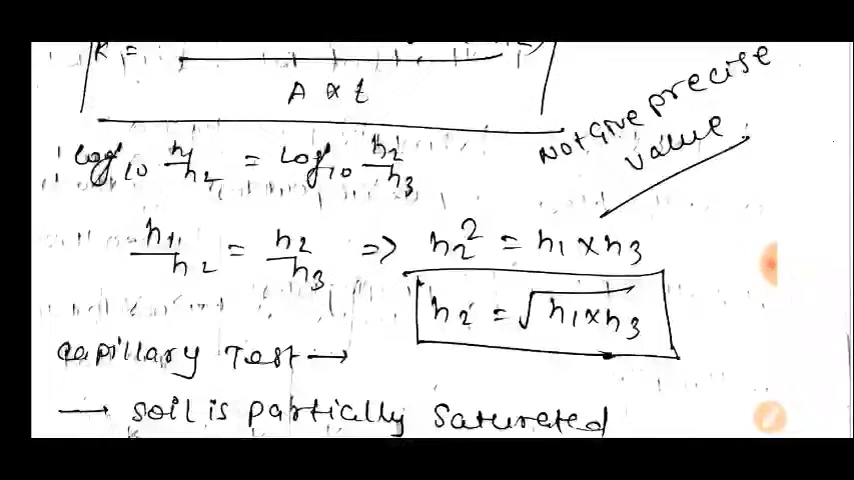 K =
A × t
Not give precise
value
log10 h1/h2 = log10 h2/h3
h1/h2 = h2/h3 => h2² = h1 × h3
h2 = √h1×h3
capillary Test →
→ soil is partially saturated